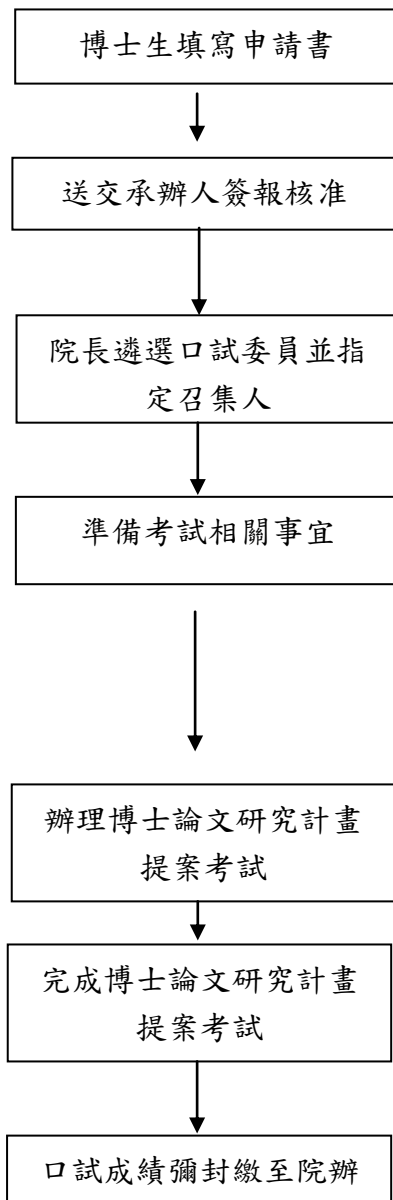 博士生填寫申請書
送交承辦人簽報核准
院長遴選口試委員並指
定召集人
準備考試相關事宜
辦理博士論文研究計畫
提案考試
完成博士論文研究計畫
提案考試
口試成績彌封繳至院辦